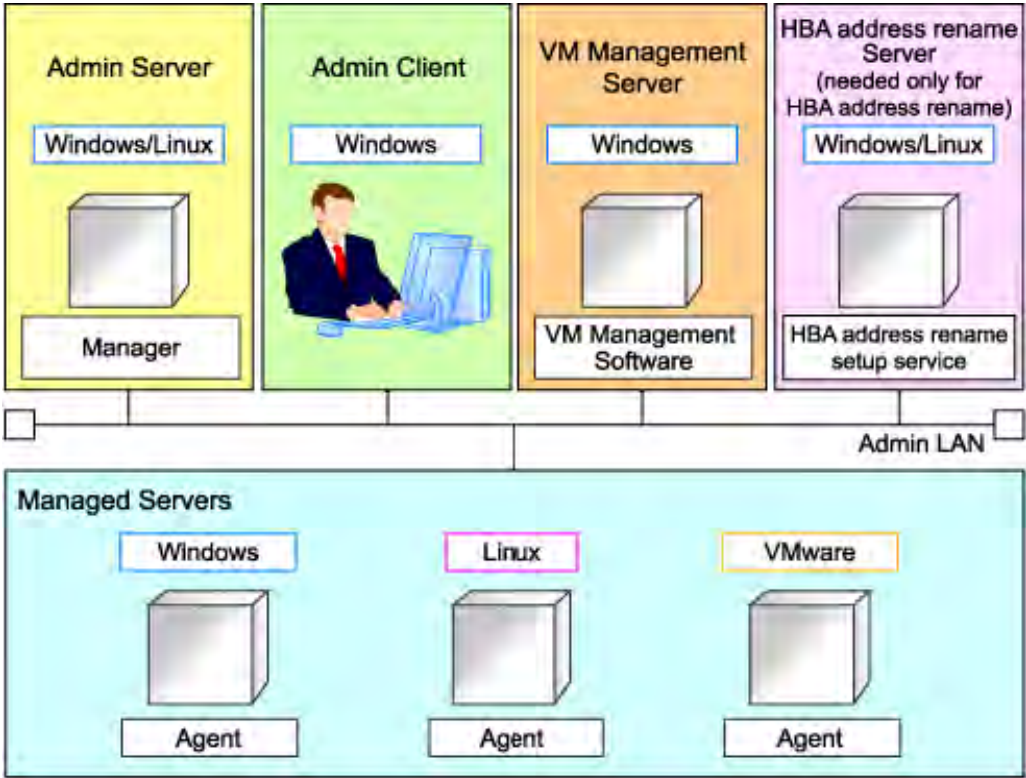 Admin Server
Windows/Linux
Manager
Admin Client
Windows
VM Management
Server
Windows
VM Management
Software
HBA address rename
Server
(needed only for
HBA address rename)
Windows/Linux
HBA address rename
setup service
Admin LAN
Managed Servers
Windows
Agent
Linux
Agent
VMware
Agent